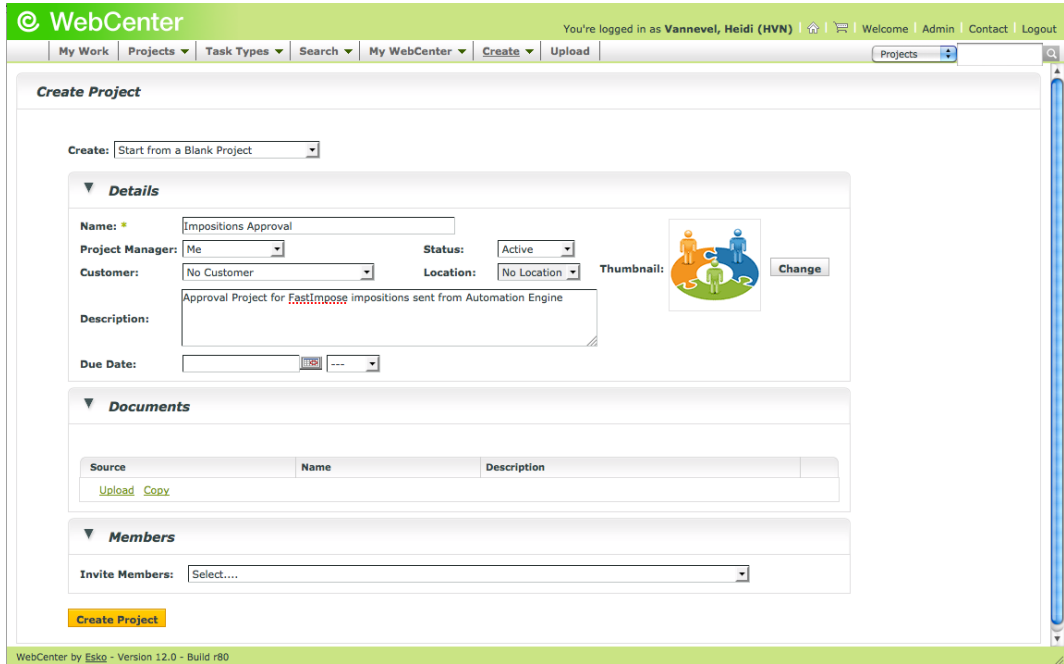 WebCenter
You're logged in as Vannevel, Heidi (HVN) Welcome Admin Contact Logout
My Work Projects Task Types Search My WebCenter Create Upload Projects
Create Project
Create: Start from a Blank Project
Details
Name: * Impositions Approval
Project Manager: Me Status: Active
Customer: No Customer Location: No Location Thumbnail: Change
Approval Project for FastImpose impositions sent from Automation Engine
Description:
Due Date: ---
Documents
Source Name Description
Upload Copy
Members
Invite Members: Select....
Create Project
WebCenter by Esko - Version 12.0 - Build r80